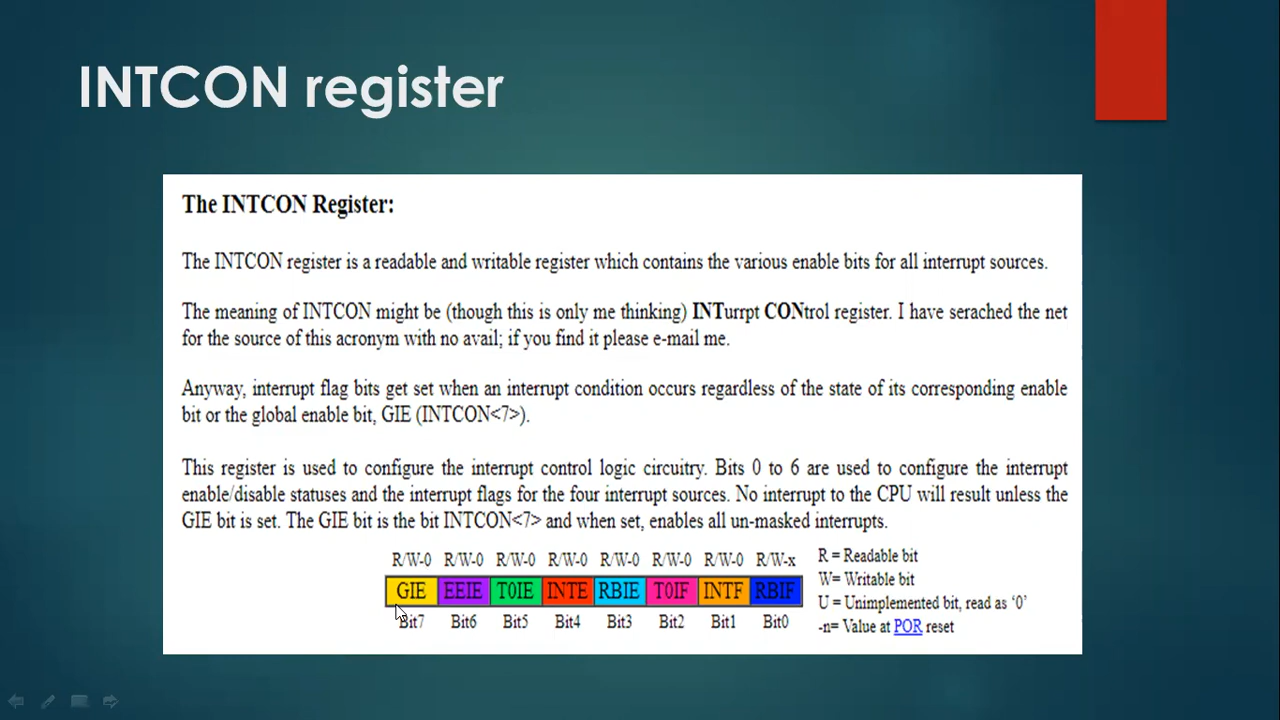 INTCON register
The INTCON Register:
The INTCON register is a readable and writable register which contains the various enable bits for all interrupt sources.
The meaning of INTCON might be (though this is only me thinking) INTurrpt CONtrol register. I have serached the net
for the source of this acronym with no avail; if you find it please e-mail me.
Anyway, interrupt flag bits get set when an interrupt condition occurs regardless of the state of its corresponding enable
bit or the global enable bit, GIE (INTCON<7>).
This register is used to configure the interrupt control logic circuitry. Bits 0 to 6 are used to configure the interrupt
enable/disable statuses and the interrupt flags for the four interrupt sources. No interrupt to the CPU will result unless the
GIE bit is set. The GIE bit is the bit INTCON<7> and when set, enables all un-masked interrupts.
R/W-0 R/W-0 R/W-0 R/W-0 R/W-0 R/W-0 R/W-0 R/W-x
GIE EEIE T0IE INTE RBIE T0IF INTF RBIF
Bit7 Bit6 Bit5 Bit4 Bit3 Bit2 Bit1 Bit0
R = Readable bit
W= Writable bit
U = Unimplemented bit, read as ‘0’
-n= Value at POR reset